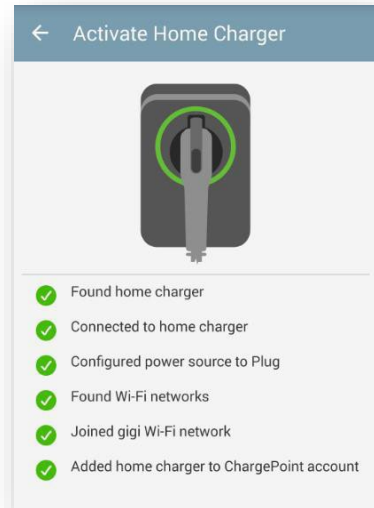 Activate Home Charger
Found home charger
Connected to home charger
Configured power source to Plug
Found Wi-Fi networks
Joined gigi Wi-Fi network
Added home charger to ChargePoint account